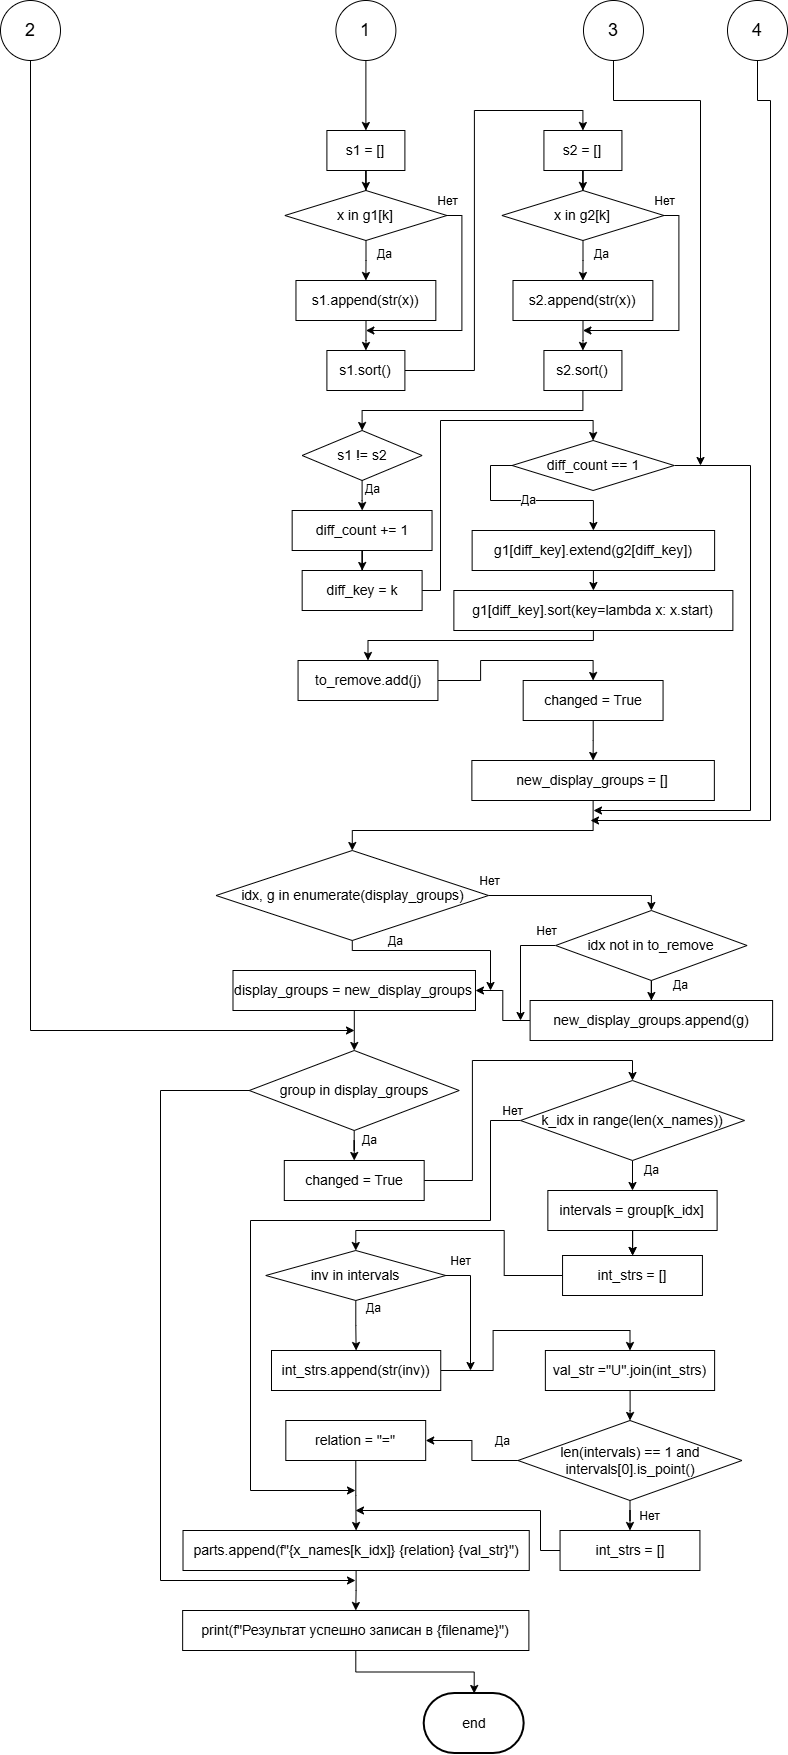 2
1
3
4
s1 = []
s2 = []
x in g1[k]
Нет
x in g2[k]
Нет
Да
Да
s1.append(str(x))
s2.append(str(x))
s1.sort()
s2.sort()
s1 != s2
diff_count == 1
Да
Да
diff_count += 1
g1[diff_key].extend(g2[diff_key])
diff_key = k
g1[diff_key].sort(key=lambda x: x.start)
to_remove.add(j)
changed = True
new_display_groups = []
idx, g in enumerate(display_groups)
Нет
Да
Нет
idx not in to_remove
Да
display_groups = new_display_groups
new_display_groups.append(g)
group in display_groups
Да
Нет
k_idx in range(len(x_names))
Да
changed = True
intervals = group[k_idx]
int_strs = []
inv in intervals
Нет
Да
int_strs.append(str(inv))
val_str ="U".join(int_strs)
relation = "="
Да
len(intervals) == 1 and
intervals[0].is_point()
Нет
parts.append(f"{x_names[k_idx]} {relation} {val_str}")
int_strs = []
print(f"Результат успешно записан в {filename}")
end